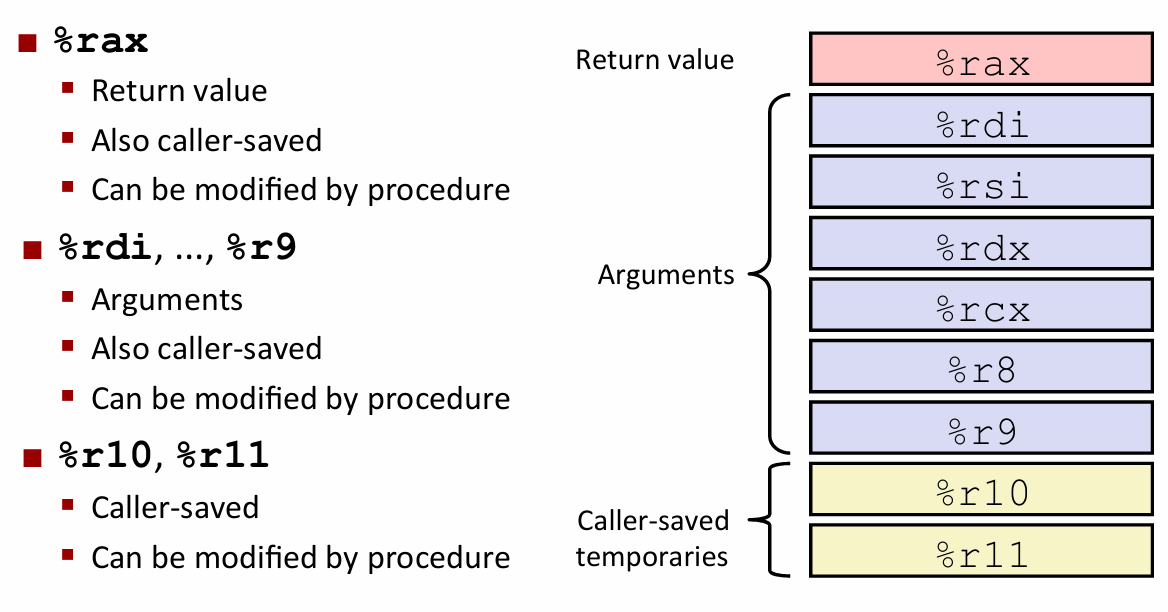 %rax
Return value
Also caller-saved
Can be modified by procedure
%rdi, ..., %r9
Arguments
Also caller-saved
Can be modified by procedure
%r10, %r11
Caller-saved
Can be modified by procedure
Return value
%rax
Arguments
%rdi
%rsi
%rdx
%rcx
%r8
%r9
Caller-saved
temporaries
%r10
%r11